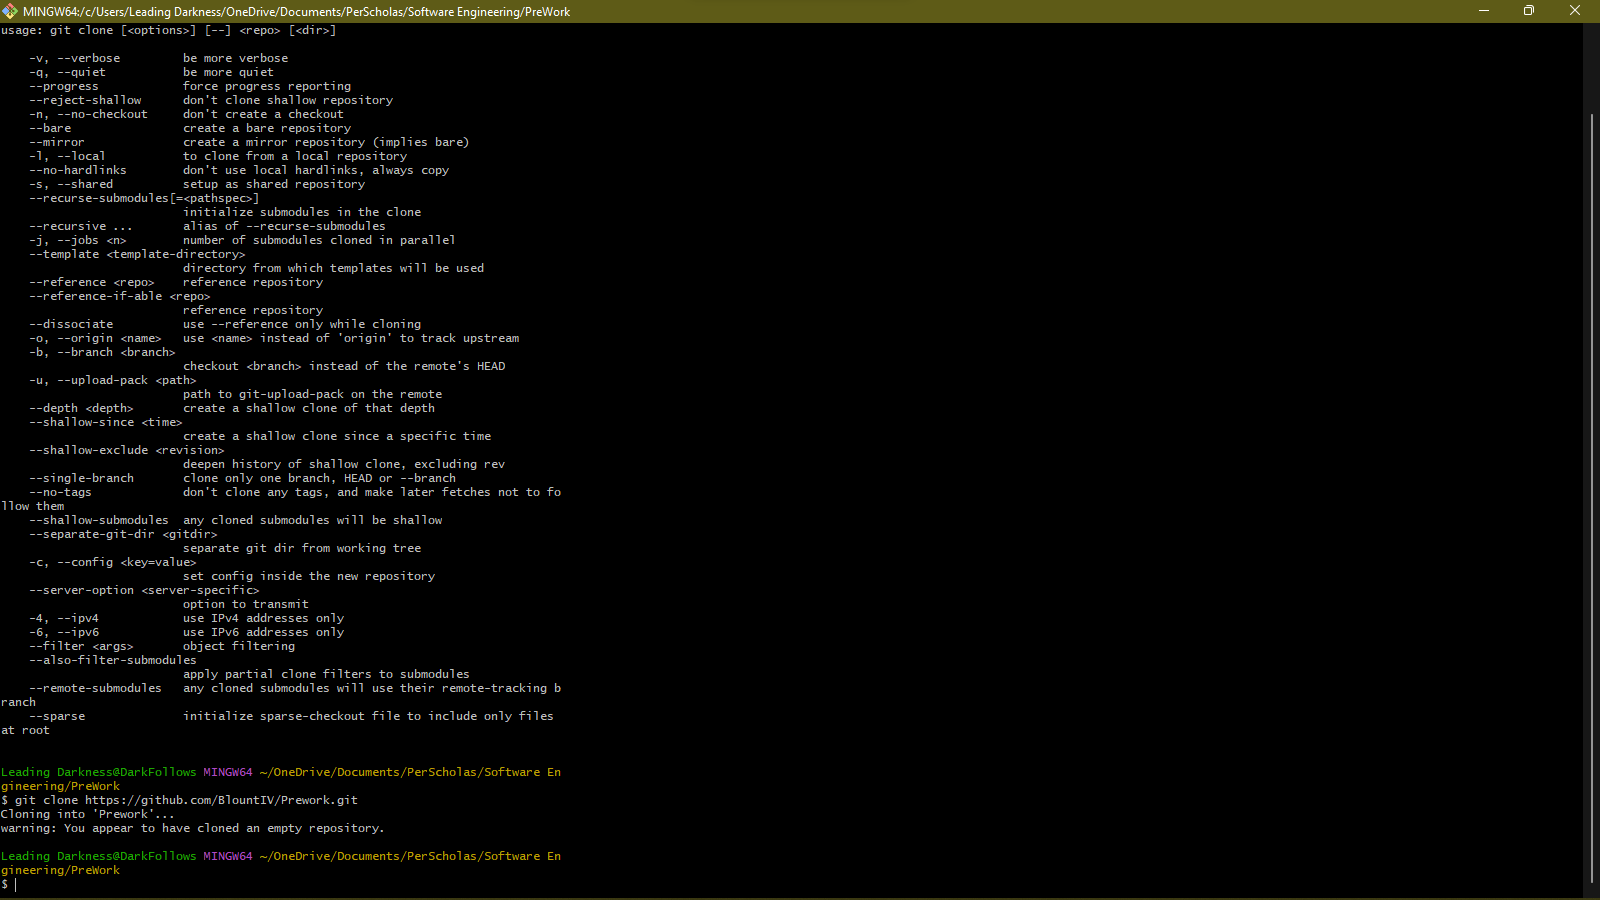 MINGW64:/c/Users/Leading Darkness/OneDrive/Documents/PerScholas/Software Engineering/PreWork
usage: git clone [<options>] [--] <repo> [<dir>]
-v, --verbose be more verbose
-q, --quiet be more quiet
--progress force progress reporting
--reject-shallow don't clone shallow repository
-n, --no-checkout don't create a checkout
--bare create a bare repository
--mirror create a mirror repository (implies bare)
-l, --local to clone from a local repository
--no-hardlinks don't use local hardlinks, always copy
-s, --shared setup as shared repository
--recurse-submodules[=<pathspec>]
initialize submodules in the clone
--recursive ... alias of --recurse-submodules
-j, --jobs <n> number of submodules cloned in parallel
--template <template-directory>
directory from which templates will be used
--reference <repo> reference repository
--reference-if-able <repo>
reference repository
--dissociate use --reference only while cloning
-o, --origin <name> use <name> instead of 'origin' to track upstream
-b, --branch <branch>
checkout <branch> instead of the remote's HEAD
-u, --upload-pack <path>
path to git-upload-pack on the remote
--depth <depth> create a shallow clone of that depth
--shallow-since <time>
create a shallow clone since a specific time
--shallow-exclude <revision>
deepen history of shallow clone, excluding rev
--single-branch clone only one branch, HEAD or --branch
--no-tags don't clone any tags, and make later fetches not to fo
llow them
--shallow-submodules any cloned submodules will be shallow
--separate-git-dir <gitdir>
separate git dir from working tree
-c, --config <key=value>
set config inside the new repository
--server-option <server-specific>
option to transmit
-4, --ipv4 use IPv4 addresses only
-6, --ipv6 use IPv6 addresses only
--filter <args> object filtering
--also-filter-submodules
apply partial clone filters to submodules
--remote-submodules any cloned submodules will use their remote-tracking b
ranch
--sparse initialize sparse-checkout file to include only files
at root
Leading Darkness@DarkFollows MINGW64 ~/OneDrive/Documents/PerScholas/Software En
gineering/PreWork
$ git clone https://github.com/BlountIV/Prework.git
Cloning into 'Prework'...
warning: You appear to have cloned an empty repository.
Leading Darkness@DarkFollows MINGW64 ~/OneDrive/Documents/PerScholas/Software En
gineering/PreWork
$